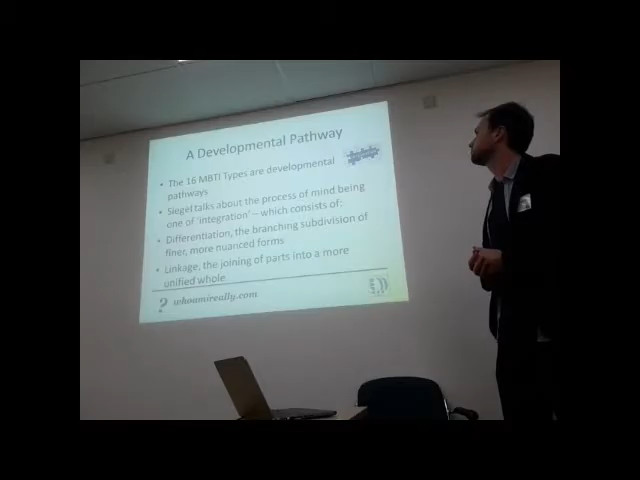 A Developmental Pathway
• The 16 MBTI Types are developmental
pathways
• Siegel talks about the process of mind being
one of 'integration' – which consists of:
• Differentiation, the branching subdivision of
finer, more nuanced forms
• Linkage, the joining of parts into a more
unified whole
? whoamireally.com